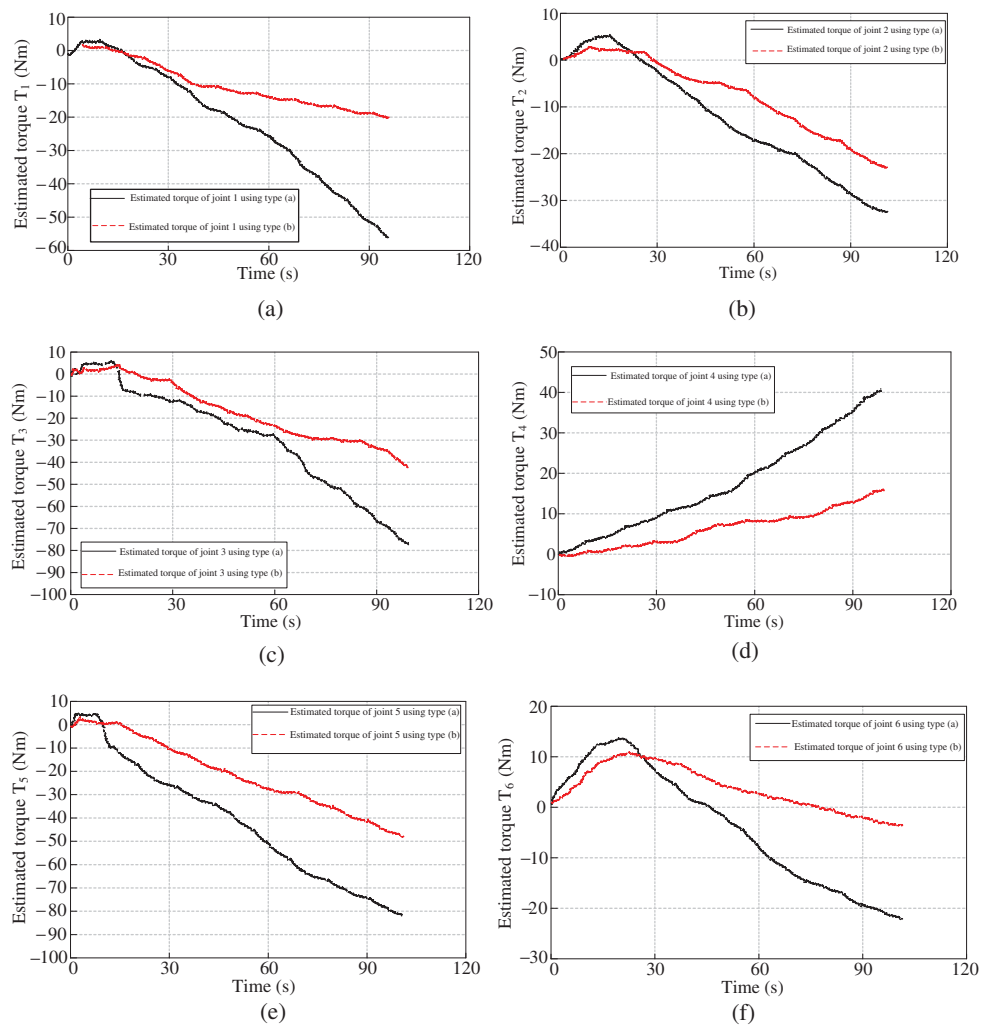 10
0
−10
−20
−30
−40
−50
−60
0
30
60
90
120
Estimated torque T1 (Nm)
Time (s)
Estimated torque of joint 1 using type (a)
Estimated torque of joint 1 using type (b)
(a)
10
0
−10
−20
−30
−40
0
30
60
90
120
Estimated torque T2 (Nm)
Time (s)
Estimated torque of joint 2 using type (a)
Estimated torque of joint 2 using type (b)
(b)
10
0
−10
−20
−30
−40
−50
−60
−70
−80
−90
−100
0
30
60
90
120
Estimated torque T3 (Nm)
Time (s)
Estimated torque of joint 3 using type (a)
Estimated torque of joint 3 using type (b)
(c)
50
40
30
20
10
0
−10
0
30
60
90
120
Estimated torque T4 (Nm)
Time (s)
Estimated torque of joint 4 using type (a)
Estimated torque of joint 4 using type (b)
(d)
10
0
−10
−20
−30
−40
−50
−60
−70
−80
−90
−100
0
30
60
90
120
Estimated torque T5 (Nm)
Time (s)
Estimated torque of joint 5 using type (a)
Estimated torque of joint 5 using type (b)
(e)
20
10
0
−10
−20
−30
0
30
60
90
120
Estimated torque T6 (Nm)
Time (s)
Estimated torque of joint 6 using type (a)
Estimated torque of joint 6 using type (b)
(f)